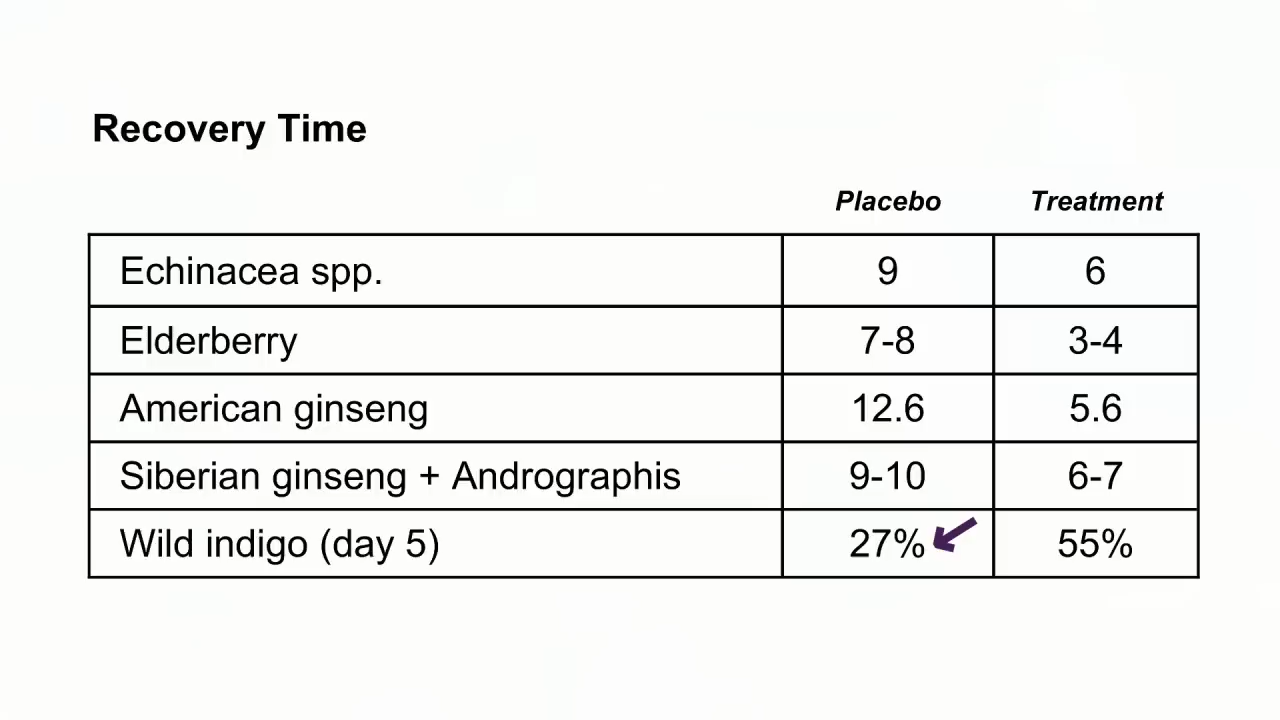 Recovery Time
Placebo Treatment
Echinacea spp. 9 6
Elderberry 7-8 3-4
American ginseng 12.6 5.6
Siberian ginseng + Andrographis 9-10 6-7
Wild indigo (day 5) 27% 55%